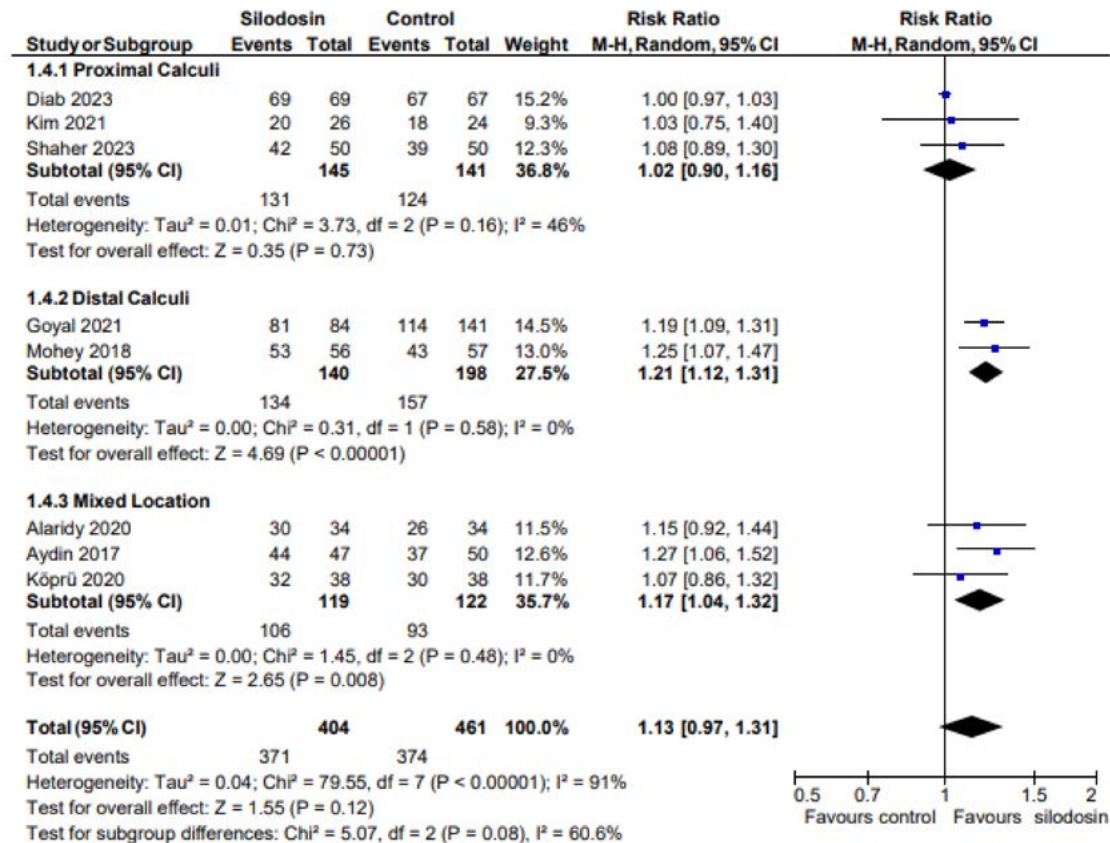 Silodosin Control Risk Ratio Risk Ratio
Study or Subgroup Events Total Events Total Weight M-H, Random, 95% CI M-H, Random, 95% CI
1.4.1 Proximal Calculi
Diab 2023 69 69 67 67 15.2% 1.00 [0.97, 1.03]
Kim 2021 20 26 18 24 9.3% 1.03 [0.75, 1.40]
Shaher 2023 42 50 39 50 12.3% 1.08 [0.89, 1.30]
Subtotal (95% CI) 145 141 36.8% 1.02 [0.90, 1.16]
Total events 131 124
Heterogeneity: Tau² = 0.01; Chi² = 3.73, df = 2 (P = 0.16); I² = 46%
Test for overall effect: Z = 0.35 (P = 0.73)
1.4.2 Distal Calculi
Goyal 2021 81 84 114 141 14.5% 1.19 [1.09, 1.31]
Mohey 2018 53 56 43 57 13.0% 1.25 [1.07, 1.47]
Subtotal (95% CI) 140 198 27.5% 1.21 [1.12, 1.31]
Total events 134 157
Heterogeneity: Tau² = 0.00; Chi² = 0.31, df = 1 (P = 0.58); I² = 0%
Test for overall effect: Z = 4.69 (P < 0.00001)
1.4.3 Mixed Location
Alaridy 2020 30 34 26 34 11.5% 1.15 [0.92, 1.44]
Aydin 2017 44 47 37 50 12.6% 1.27 [1.06, 1.52]
Köprü 2020 32 38 30 38 11.7% 1.07 [0.86, 1.32]
Subtotal (95% CI) 119 122 35.7% 1.17 [1.04, 1.32]
Total events 106 93
Heterogeneity: Tau² = 0.00; Chi² = 1.45, df = 2 (P = 0.48); I² = 0%
Test for overall effect: Z = 2.65 (P = 0.008)
Total (95% CI) 404 461 100.0% 1.13 [0.97, 1.31]
Total events 371 374
Heterogeneity: Tau² = 0.04; Chi² = 79.55, df = 7 (P < 0.00001); I² = 91%
Test for overall effect: Z = 1.55 (P = 0.12)
Test for subgroup differences: Chi² = 5.07, df = 2 (P = 0.08), I² = 60.6%
0.5 0.7 1 1.5 2
Favours control Favours silodosin